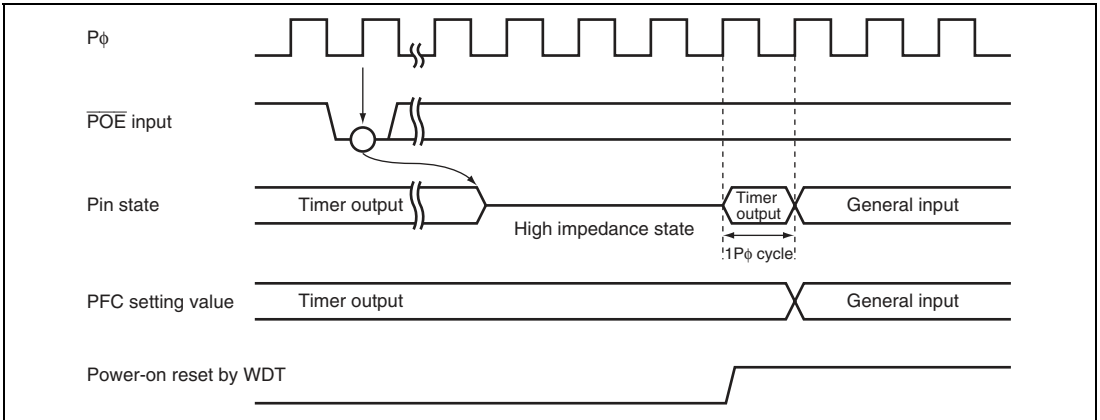 Pφ
POE input
Pin state
Timer output
High impedance state
Timer
output
General input
1Pφ cycle
PFC setting value
Timer output
General input
Power-on reset by WDT